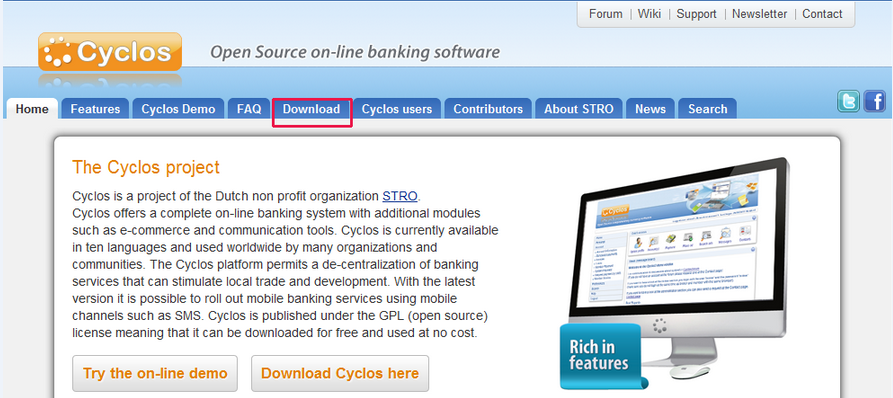 Forum | Wiki | Support | Newsletter | Contact
Cyclos
Open Source on-line banking software
Home Features Cyclos Demo FAQ Download Cyclos users Contributors About STRO News Search
The Cyclos project
Cyclos is a project of the Dutch non profit organization STRO.
Cyclos offers a complete on-line banking system with additional modules
such as e-commerce and communication tools. Cyclos is currently available
in ten languages and used worldwide by many organizations and
communities. The Cyclos platform permits a de-centralization of banking
services that can stimulate local trade and development. With the latest
version it is possible to roll out mobile banking services using mobile
channels such as SMS. Cyclos is published under the GPL (open source)
license meaning that it can be downloaded for free and used at no cost.
Try the on-line demo
Download Cyclos here
Cyclos
Rich in
features